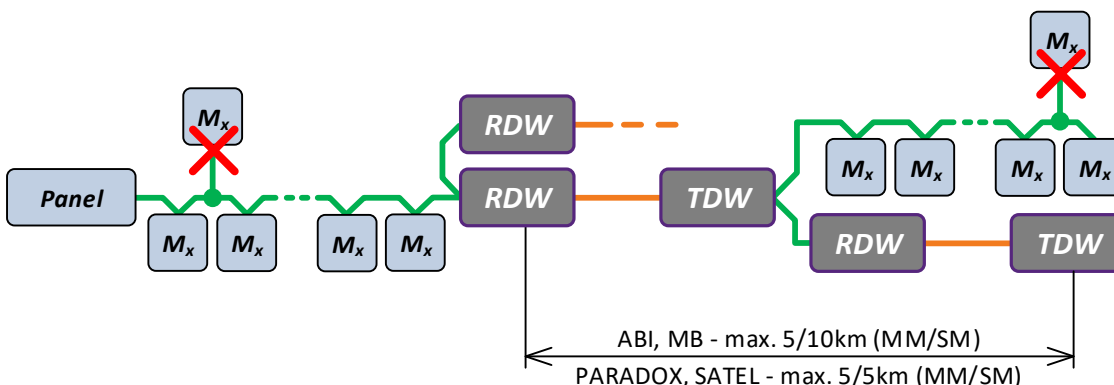 Mx
Mx
RDW
Panel
RDW
TDW
Mx
Mx
Mx
Mx
Mx
Mx
Mx
Mx
RDW
TDW
ABI, MB - max. 5/10km (MM/SM)
PARADOX, SATEL - max. 5/5km (MM/SM)